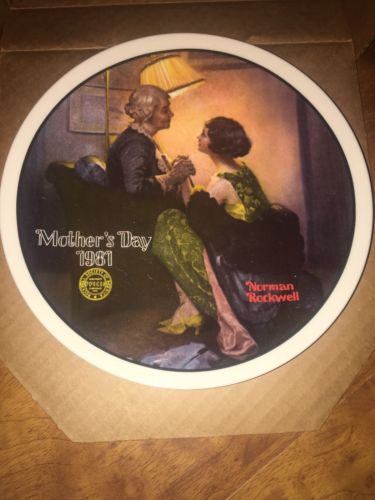 Mother's Day
1981
Norman
Rockwell